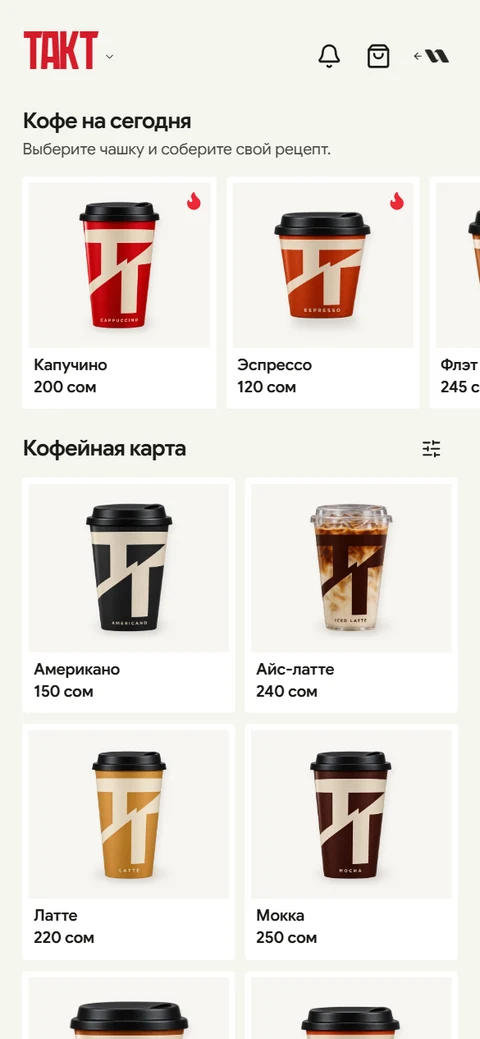 ТАКТ
Кофе на сегодня
Выберите чашку и соберите свой рецепт.
CAPPUCCINO
ESPRESSO
Капучино
200 сом
Эспрессо
120 сом
Флэт
245 с
Кофейная карта
AMERICANO
ICED LATTE
Американо
150 сом
Айс-латте
240 сом
LATTE
MOCHA
Латте
220 сом
Мокка
250 сом